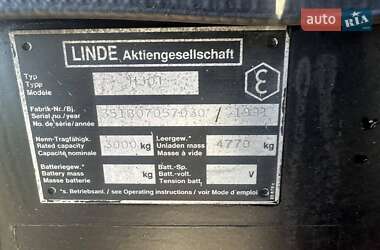 auto.RIA.com
LINDE Aktiengesellschaft
Typ
Type
Modèle
Fabrik-Nr./Bj.
Serial no./year
No. de série/année
/ 1991
Nenn-Tragfähigk.
Rated capacity
Capacité nominale
3000 kg
Leergew.*
Unladen mass
Masse à vide
4770 kg
Batteriegew.*
Battery mass
Masse batterie
kg
Batt.-Sp.
Batt.-volt.
Tension batt.
V
*s. Betriebsanl. / see Operating instructions / voir Mode d'emploi